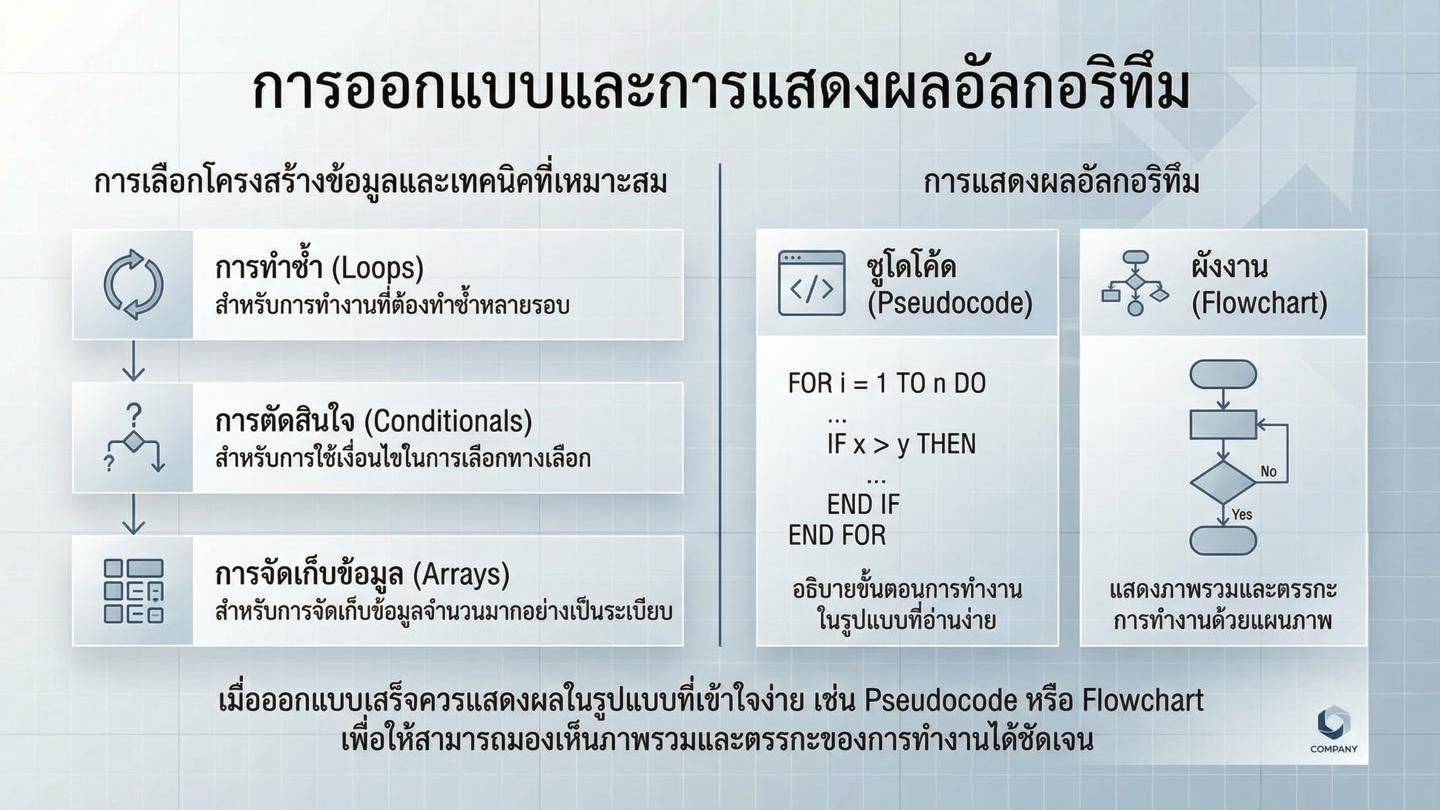 การออกแบบและการแสดงผลอัลกอริทึม
การเลือกโครงสร้างข้อมูลและเทคนิคที่เหมาะสม
การทำซ้ำ (Loops)
สำหรับการทำงานที่ต้องทำซ้ำหลายรอบ
?
?
การตัดสินใจ (Conditionals)
สำหรับการใช้เงื่อนไขในการเลือกทางเลือก
การจัดเก็บข้อมูล (Arrays)
สำหรับการจัดเก็บข้อมูลจำนวนมากอย่างเป็นระเบียบ
การแสดงผลอัลกอริทึม
</>
ซูโดโค้ด
(Pseudocode)
FOR i = 1 TO n DO
...
IF x > y THEN
...
END IF
END FOR
อธิบายขั้นตอนการทำงาน
ในรูปแบบที่อ่านง่าย
ผังงาน
(Flowchart)
No
Yes
แสดงภาพรวมและตรรกะ
การทำงานด้วยแผนภาพ
เมื่อออกแบบเสร็จควรแสดงผลในรูปแบบที่เข้าใจง่าย เช่น Pseudocode หรือ Flowchart
เพื่อให้สามารถมองเห็นภาพรวมและตรรกะของการทำงานได้ชัดเจน
COMPANY